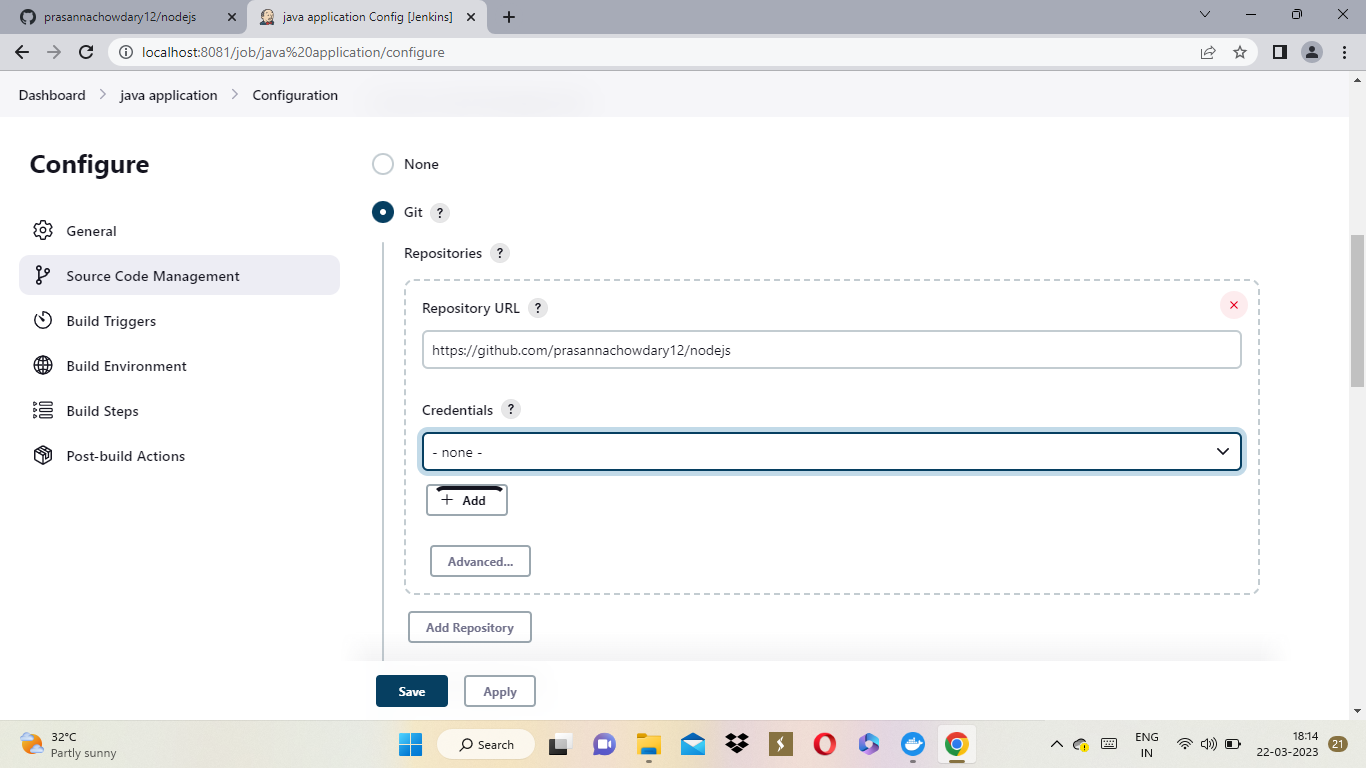 prasannachowdary12/nodejs
java application Config [Jenkins]
localhost:8081/job/java%20application/configure
Dashboard
java application
Configuration
Configure
General
Source Code Management
Build Triggers
Build Environment
Build Steps
Post-build Actions
None
Git ?
Repositories ?
Repository URL ?
https://github.com/prasannachowdary12/nodejs
Credentials ?
- none -
+ Add
Advanced...
Add Repository
Save
Apply
32°C
Partly sunny
Search
ENG
IN
18:14
22-03-2023
21